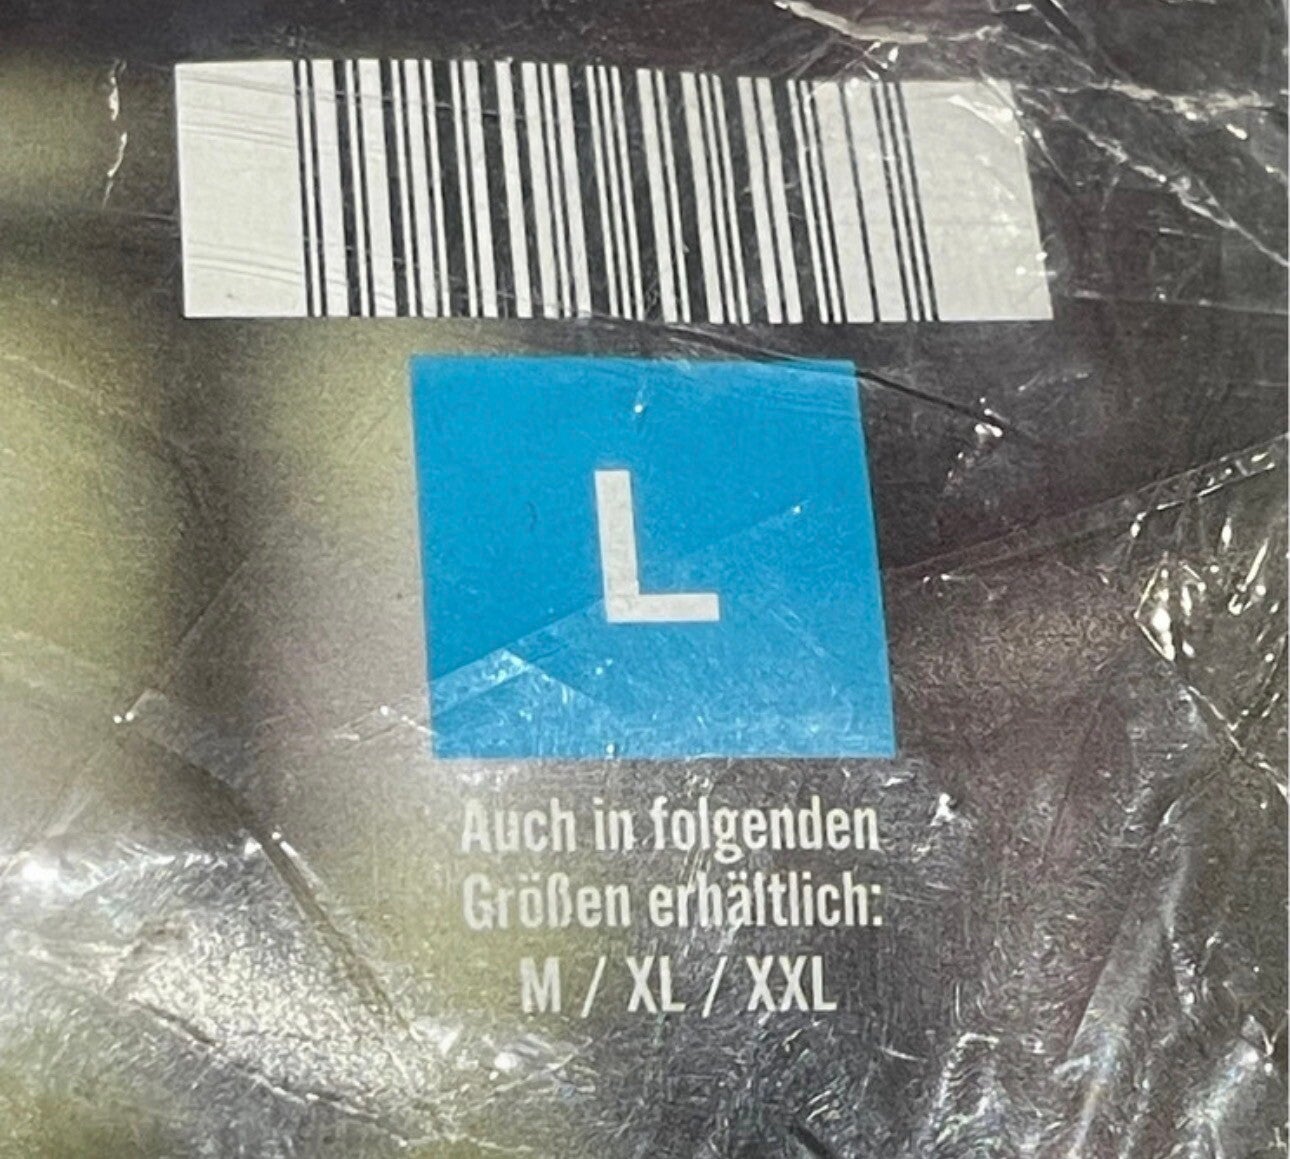 L
Auch in folgenden
Größen erhältlich:
M / XL / XXL